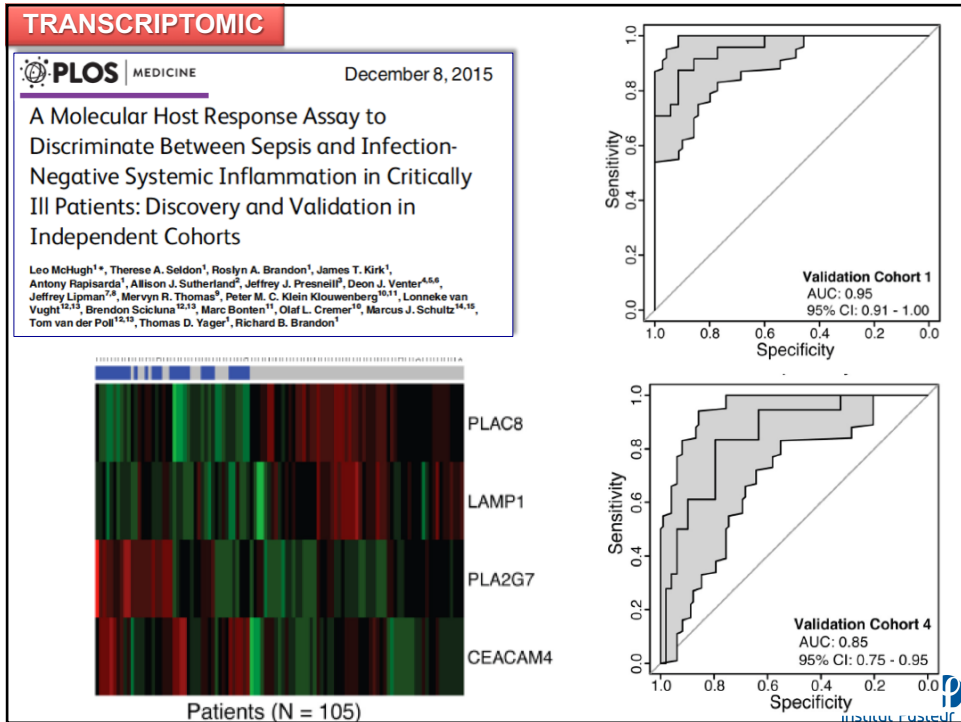 TRANSCRIPTOMIC
PLOS | MEDICINE
December 8, 2015
A Molecular Host Response Assay to
Discriminate Between Sepsis and Infection-
Negative Systemic Inflammation in Critically
Ill Patients: Discovery and Validation in
Independent Cohorts
Leo McHugh1*, Therese A. Seldon1, Roslyn A. Brandon1, James T. Kirk1,
Antony Rapisarda1, Allison J. Sutherland2, Jeffrey J. Presneill3, Deon J. Venter4,5,6,
Jeffrey Lipman7,8, Mervyn R. Thomas9, Peter M. C. Klein Klouwenberg10,11, Lonneke van
Vught12,13, Brendon Scicluna12,13, Marc Bonten11, Olaf L. Cremer10, Marcus J. Schultz14,15,
Tom van der Poll12,13, Thomas D. Yager1, Richard B. Brandon1
PLAC8
LAMP1
PLA2G7
CEACAM4
Patients (N = 105)
Sensitivity
1.0
0.8
0.6
0.4
0.2
0.0
Validation Cohort 1
AUC: 0.95
95% CI: 0.91 - 1.00
1.0 0.8 0.6 0.4 0.2 0.0
Specificity
Sensitivity
1.0
0.8
0.6
0.4
0.2
0.0
Validation Cohort 4
AUC: 0.85
95% CI: 0.75 - 0.95
1.0 0.8 0.6 0.4 0.2 0.0
Specificity
Institut Pasteur